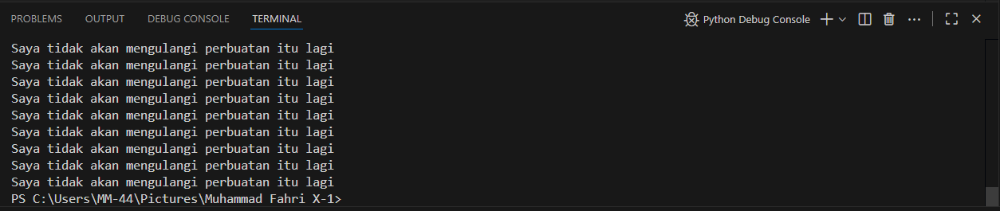 PROBLEMS OUTPUT DEBUG CONSOLE TERMINAL Python Debug Console
Saya tidak akan mengulangi perbuatan itu lagi
Saya tidak akan mengulangi perbuatan itu lagi
Saya tidak akan mengulangi perbuatan itu lagi
Saya tidak akan mengulangi perbuatan itu lagi
Saya tidak akan mengulangi perbuatan itu lagi
Saya tidak akan mengulangi perbuatan itu lagi
Saya tidak akan mengulangi perbuatan itu lagi
Saya tidak akan mengulangi perbuatan itu lagi
Saya tidak akan mengulangi perbuatan itu lagi
PS C:\Users\MM-44\Pictures\Muhammad Fahri X-1>